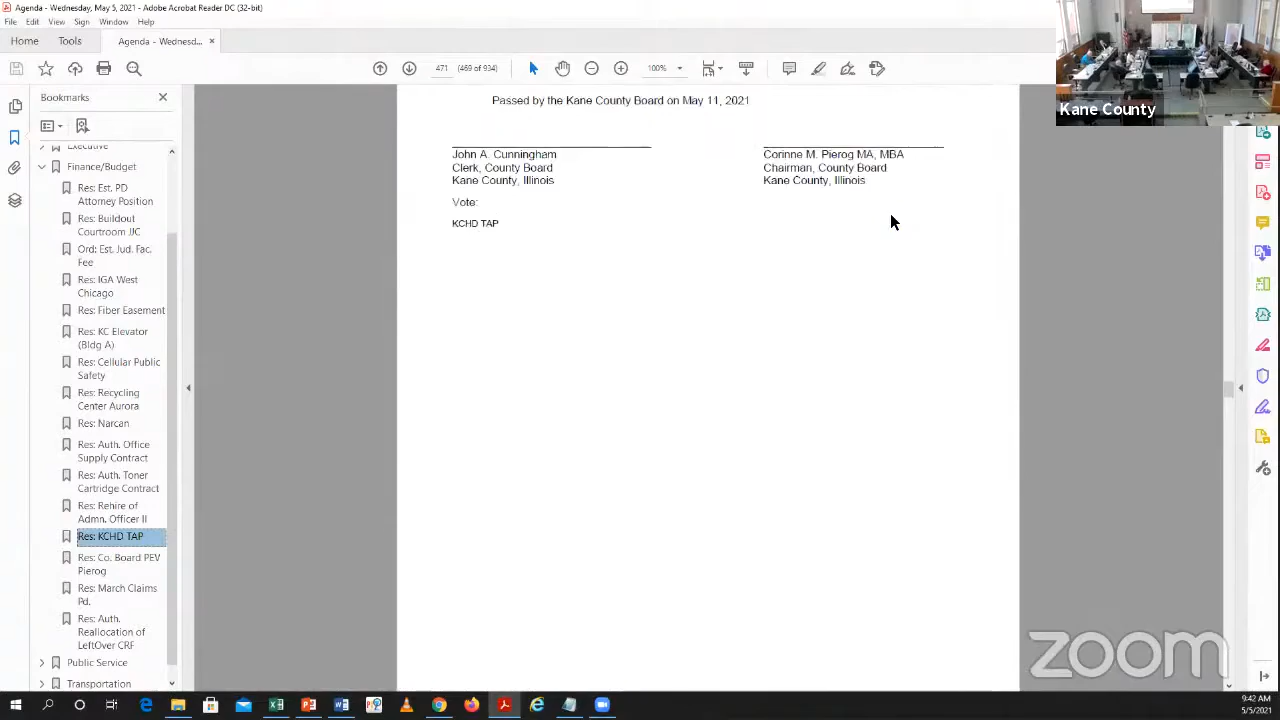 Agenda - Wednesday, May 5, 2021 - Adobe Acrobat Reader DC (32-bit)
File Edit View Sign Window Help
Home Tools Agenda - Wednesd... ×
471 (469 of 934) 100%
Kane County
Bookmarks
Executive
Finance/Budget
Res: Est. PD
Attorney Position
Res: Buildout
Courtroom JJC
Ord: Est. Jud. Fac.
Fee
Res: IGA West
Chicago
Res: Fiber Easement
Res: KC Elevator
(Bldg A)
Res: Cellular Public
Safety
Res: Recycling
Center Aurora
Res: Narcan
Res: Auth. Office
Supply Contract
Res: Auth. Toner
Cartridge Contract
Res: Rehire of
Admn. Officer II
Res: KCHD TAP
Res: Co. Board PEV
Pierog
Res: March Claims
Pd.
Res: Auth.
Reallocation of
LeftOver CRF
Public Service
Transportation
Passed by the Kane County Board on May 11, 2021
John A. Cunningham
Clerk, County Board
Kane County, Illinois
Corinne M. Pierog MA, MBA
Chairman, County Board
Kane County, Illinois
Vote:
KCHD TAP
zoom
9:42 AM
5/5/2021